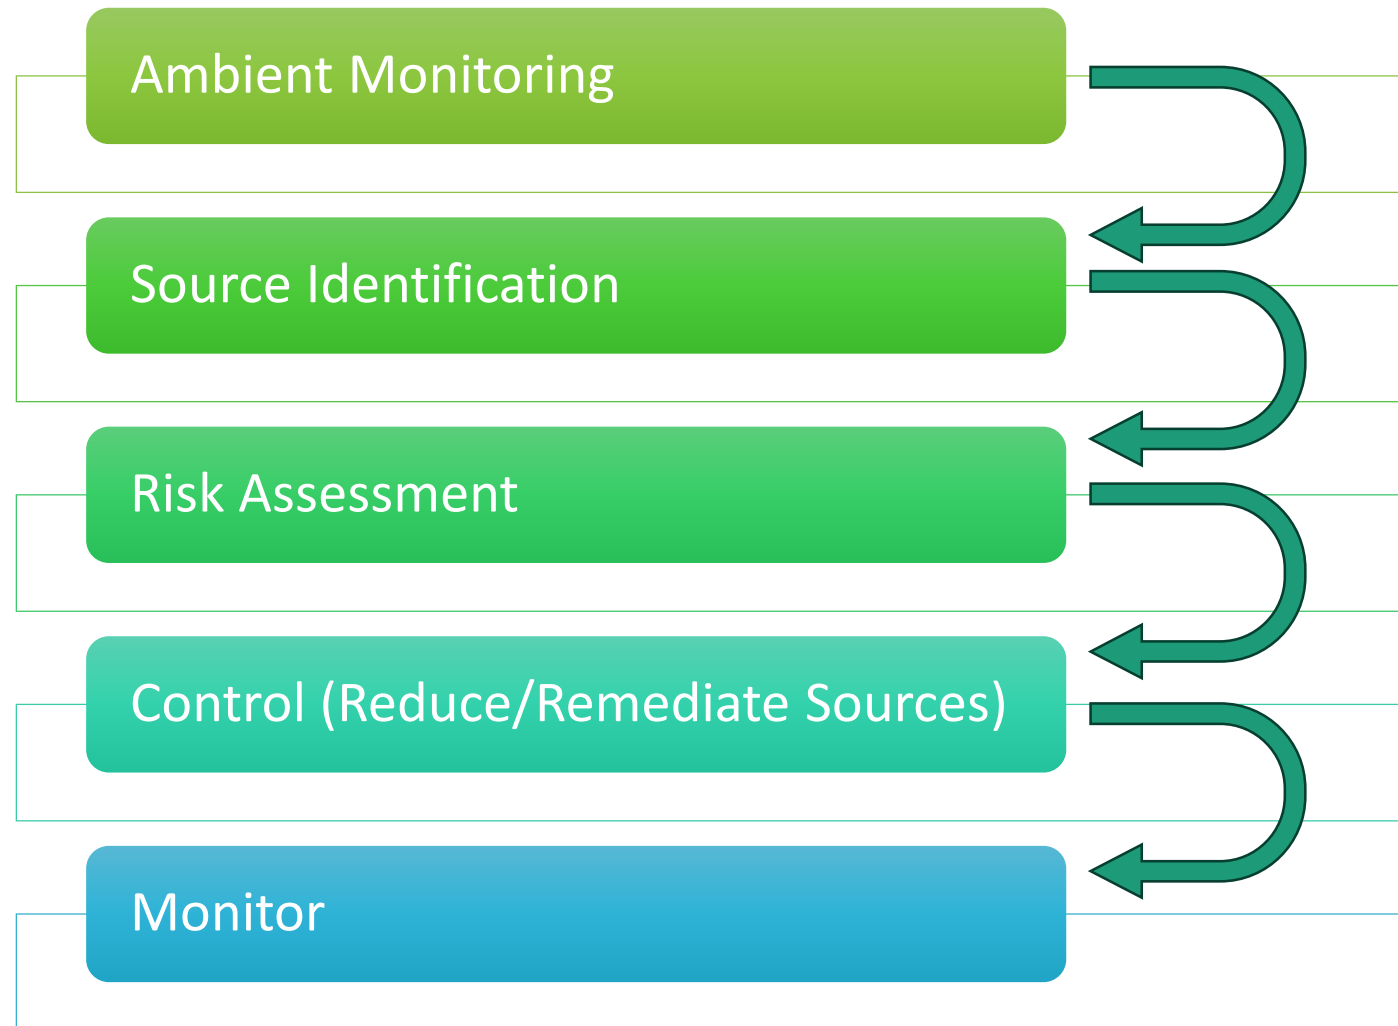 Ambient Monitoring
Source Identification
Risk Assessment
Control (Reduce/Remediate Sources)
Monitor